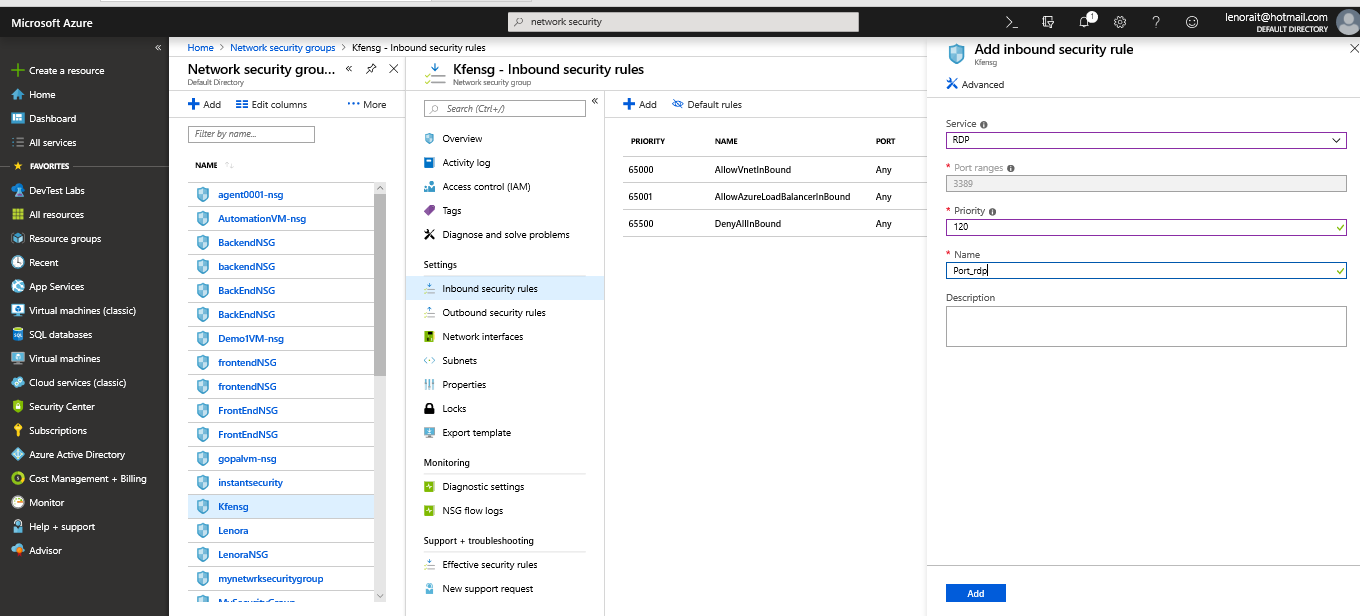 Microsoft Azure
network security
1
lenorait@hotmail.com
DEFAULT DIRECTORY
Create a resource
Home
Dashboard
All services
FAVORITES
DevTest Labs
All resources
Resource groups
Recent
App Services
Virtual machines (classic)
SQL databases
Virtual machines
Cloud services (classic)
Security Center
Subscriptions
Azure Active Directory
Cost Management + Billing
Monitor
Help + support
Advisor
Home > Network security groups > Kfensg - Inbound security rules
Network security grou...
Default Directory
Add Edit columns ... More
Filter by name...
NAME
agent0001-nsg
AutomationVM-nsg
BackendNSG
backendNSG
BackEndNSG
BackEndNSG
Demo1VM-nsg
frontendNSG
frontendNSG
FrontEndNSG
FrontEndNSG
gopalvm-nsg
instantsecurity
Kfensg
Lenora
LenoraNSG
mynetwrksecuritygroup
MySecurityGroup
Kfensg - Inbound security rules
Network security group
Search (Ctrl+/)
Overview
Activity log
Access control (IAM)
Tags
Diagnose and solve problems
Settings
Inbound security rules
Outbound security rules
Network interfaces
Subnets
Properties
Locks
Export template
Monitoring
Diagnostic settings
NSG flow logs
Support + troubleshooting
Effective security rules
New support request
Add Default rules
PRIORITY NAME PORT
65000 AllowVnetInBound Any
65001 AllowAzureLoadBalancerInBound Any
65500 DenyAllInBound Any
Add inbound security rule
Kfensg
Advanced
Service
RDP
* Port ranges
3389
* Priority
120
* Name
Port_rdp
Description
Add